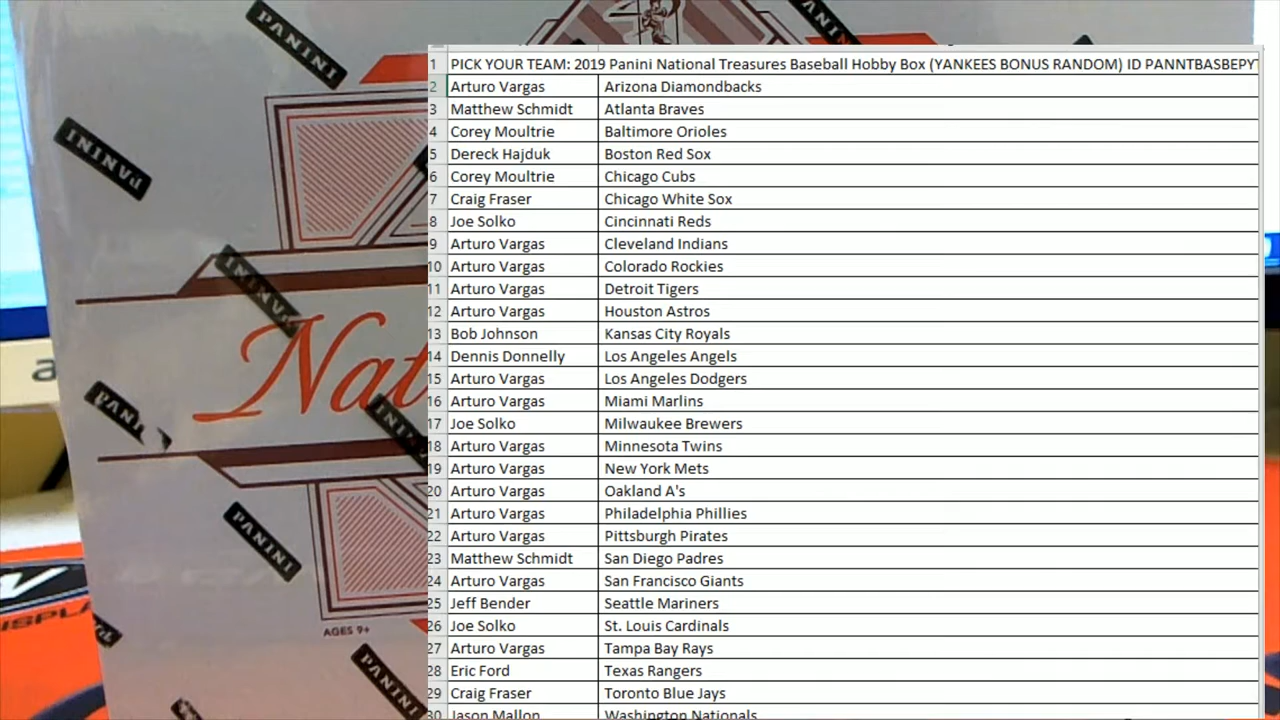 PANINI
PANINI
PANINI
PANINI
PANINI
Nat
PANINI
PANINI
AGES 9+
PANINI
1 PICK YOUR TEAM: 2019 Panini National Treasures Baseball Hobby Box (YANKEES BONUS RANDOM) ID PANNTBASBEPY
2 Arturo Vargas Arizona Diamondbacks
3 Matthew Schmidt Atlanta Braves
4 Corey Moultrie Baltimore Orioles
5 Dereck Hajduk Boston Red Sox
6 Corey Moultrie Chicago Cubs
7 Craig Fraser Chicago White Sox
8 Joe Solko Cincinnati Reds
9 Arturo Vargas Cleveland Indians
10 Arturo Vargas Colorado Rockies
11 Arturo Vargas Detroit Tigers
12 Arturo Vargas Houston Astros
13 Bob Johnson Kansas City Royals
14 Dennis Donnelly Los Angeles Angels
15 Arturo Vargas Los Angeles Dodgers
16 Arturo Vargas Miami Marlins
17 Joe Solko Milwaukee Brewers
18 Arturo Vargas Minnesota Twins
19 Arturo Vargas New York Mets
20 Arturo Vargas Oakland A's
21 Arturo Vargas Philadelphia Phillies
22 Arturo Vargas Pittsburgh Pirates
23 Matthew Schmidt San Diego Padres
24 Arturo Vargas San Francisco Giants
25 Jeff Bender Seattle Mariners
26 Joe Solko St. Louis Cardinals
27 Arturo Vargas Tampa Bay Rays
28 Eric Ford Texas Rangers
29 Craig Fraser Toronto Blue Jays
30 Jason Mallon Washington Nationals